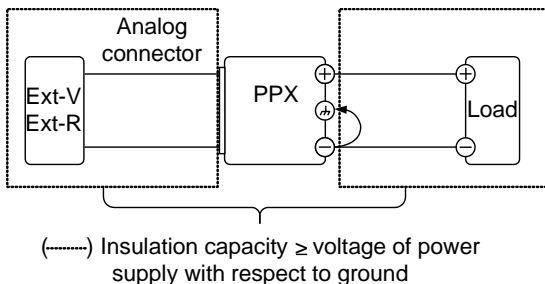 Analog
connector
Ext-V
Ext-R
PPX
Load
+
+
−
−
(---------) Insulation capacity ≥ voltage of power
supply with respect to ground